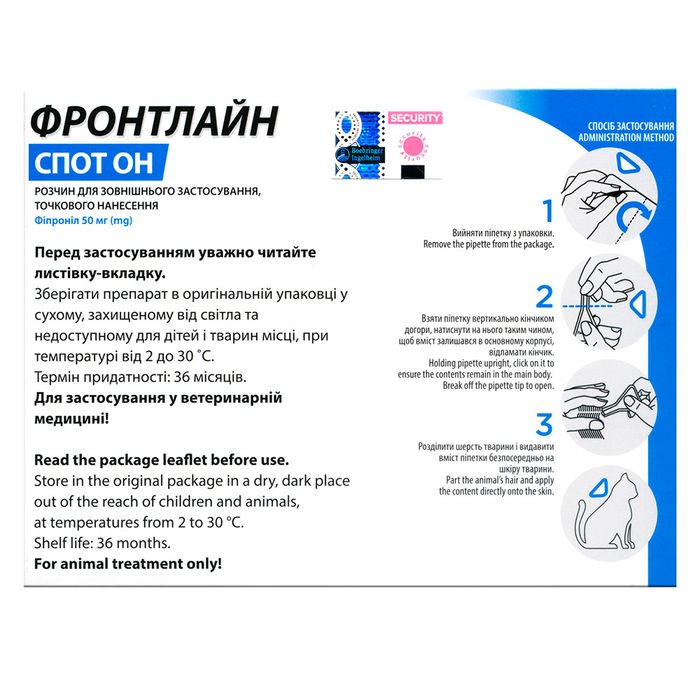 ФРОНТЛАЙН
СПОТ ОН
РОЗЧИН ДЛЯ ЗОВНІШНЬОГО ЗАСТОСУВАННЯ,
ТОЧКОВОГО НАНЕСЕННЯ
Фіпроніл 50 мг (mg)
Перед застосуванням уважно читайте
листівку-вкладку.
Зберігати препарат в оригінальній упаковці у
сухому, захищеному від світла та
недоступному для дітей і тварин місці, при
температурі від 2 до 30 ˚С.
Термін придатності: 36 місяців.
Для застосування у ветеринарній
медицині!
Read the package leaflet before use.
Store in the original package in a dry, dark place
out of the reach of children and animals,
at temperatures from 2 to 30 ˚C.
Shelf life: 36 months.
For animal treatment only!
SECURITY
security
Boehringer
Ingelheim
СПОСІБ ЗАСТОСУВАННЯ
ADMINISTRATION METHOD
1
Вийняти піпетку з упаковки.
Remove the pipette from the package.
2
Взяти піпетку вертикально кінчиком
догори, натиснути на нього таким чином,
щоб вміст залишався в основному корпусі,
відламати кінчик.
Holding pipette upright, click on it to
ensure the contents remain in the main body.
Break off the pipette tip to open.
3
Розділити шерсть тварини і видавити
вміст піпетки безпосередньо на
шкіру тварини.
Part the animal's hair and apply
the content directly onto the skin.